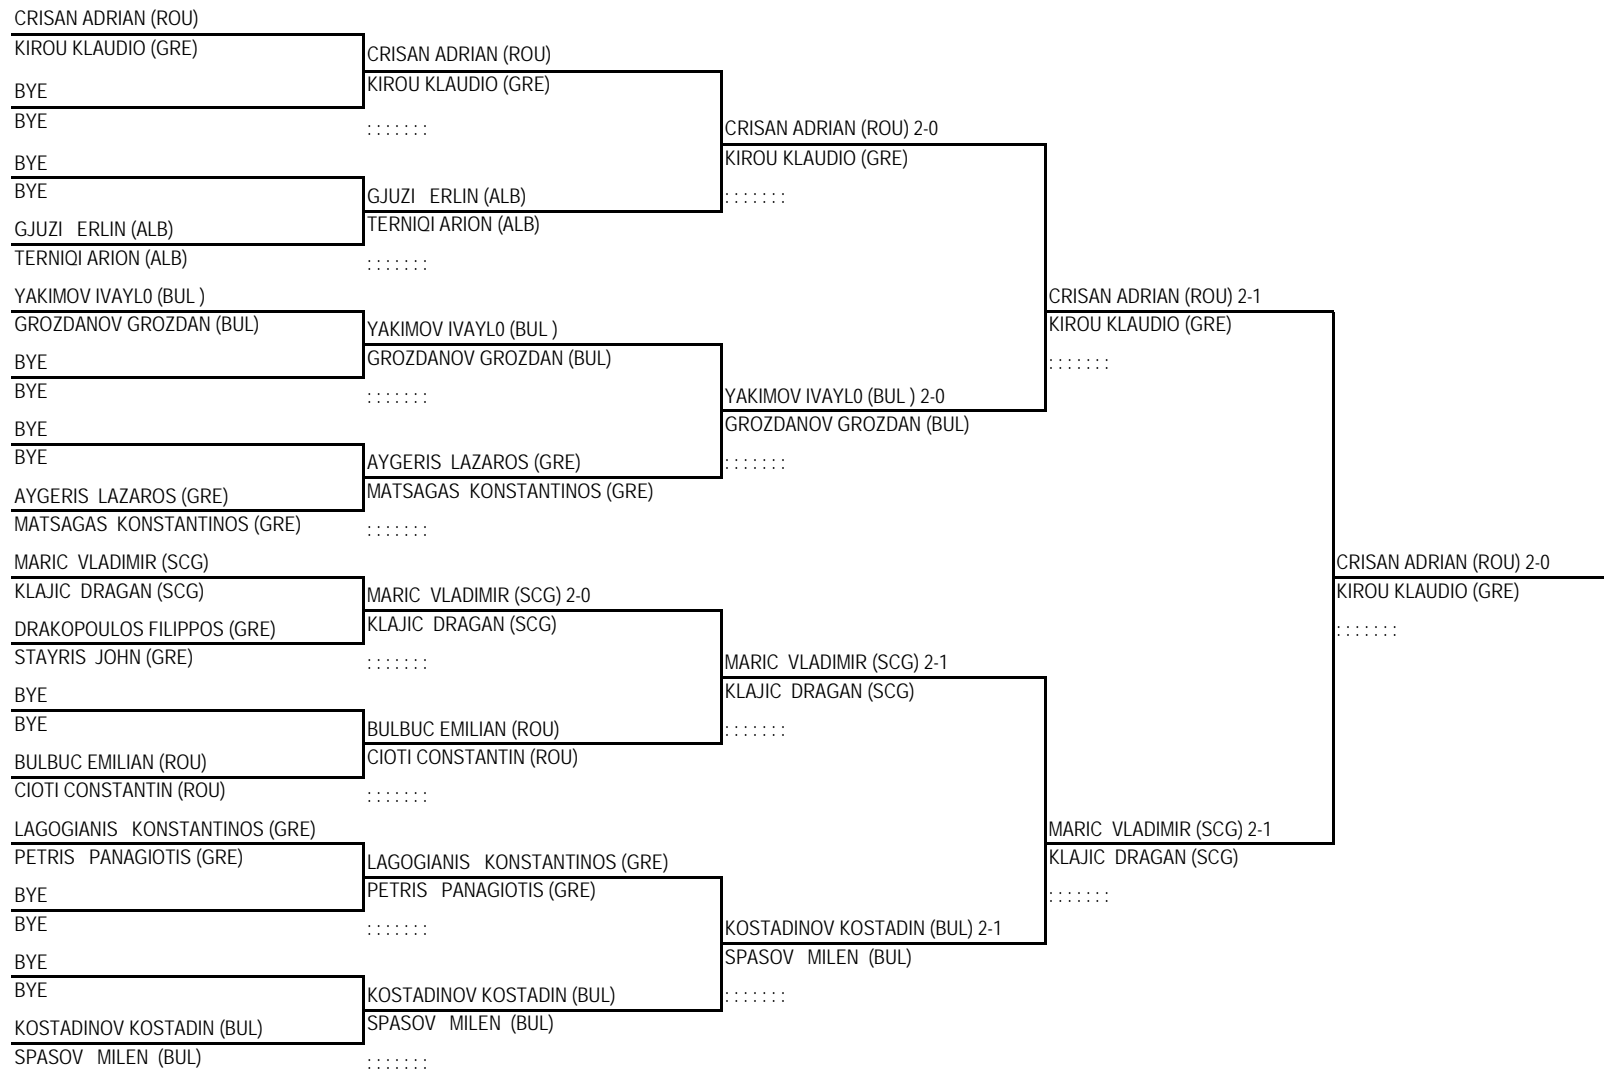 CRISAN ADRIAN (ROU)
KIROU KLAUDIO (GRE)
BYE
BYE
BYE
BYE
GJUZI ERLIN (ALB)
TERNIQI ARION (ALB)
YAKIMOV IVAYL0 (BUL )
GROZDANOV GROZDAN (BUL)
BYE
BYE
BYE
BYE
AYGERIS LAZAROS (GRE)
MATSAGAS KONSTANTINOS (GRE)
MARIC VLADIMIR (SCG)
KLAJIC DRAGAN (SCG)
DRAKOPOULOS FILIPPOS (GRE)
STAYRIS JOHN (GRE)
BYE
BYE
BULBUC EMILIAN (ROU)
CIOTI CONSTANTIN (ROU)
LAGOGIANIS KONSTANTINOS (GRE)
PETRIS PANAGIOTIS (GRE)
BYE
BYE
BYE
BYE
KOSTADINOV KOSTADIN (BUL)
SPASOV MILEN (BUL)
CRISAN ADRIAN (ROU)
KIROU KLAUDIO (GRE)
: : : : : : :
GJUZI ERLIN (ALB)
TERNIQI ARION (ALB)
: : : : : : :
YAKIMOV IVAYL0 (BUL )
GROZDANOV GROZDAN (BUL)
: : : : : : :
AYGERIS LAZAROS (GRE)
MATSAGAS KONSTANTINOS (GRE)
: : : : : : :
MARIC VLADIMIR (SCG) 2-0
KLAJIC DRAGAN (SCG)
: : : : : : :
BULBUC EMILIAN (ROU)
CIOTI CONSTANTIN (ROU)
: : : : : : :
LAGOGIANIS KONSTANTINOS (GRE)
PETRIS PANAGIOTIS (GRE)
: : : : : : :
KOSTADINOV KOSTADIN (BUL)
SPASOV MILEN (BUL)
: : : : : : :
CRISAN ADRIAN (ROU) 2-0
KIROU KLAUDIO (GRE)
: : : : : : :
YAKIMOV IVAYL0 (BUL ) 2-0
GROZDANOV GROZDAN (BUL)
: : : : : : :
MARIC VLADIMIR (SCG) 2-1
KLAJIC DRAGAN (SCG)
: : : : : : :
KOSTADINOV KOSTADIN (BUL) 2-1
SPASOV MILEN (BUL)
: : : : : : :
CRISAN ADRIAN (ROU) 2-1
KIROU KLAUDIO (GRE)
: : : : : : :
MARIC VLADIMIR (SCG) 2-1
KLAJIC DRAGAN (SCG)
: : : : : : :
CRISAN ADRIAN (ROU) 2-0
KIROU KLAUDIO (GRE)
: : : : : : :